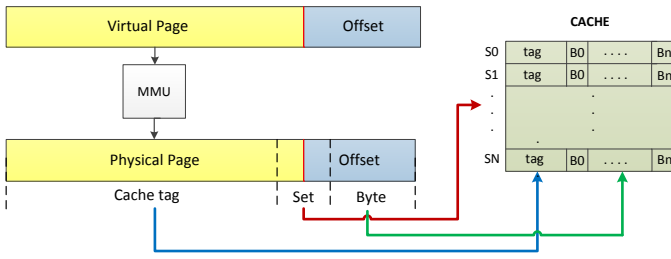 CACHE
Virtual Page Offset
S0 tag B0 . . . . Bn
S1 tag B0 . . . . Bn
MMU
. .
. .
. .
Physical Page Offset
SN tag B0 . . . . Bn
Cache tag Set Byte